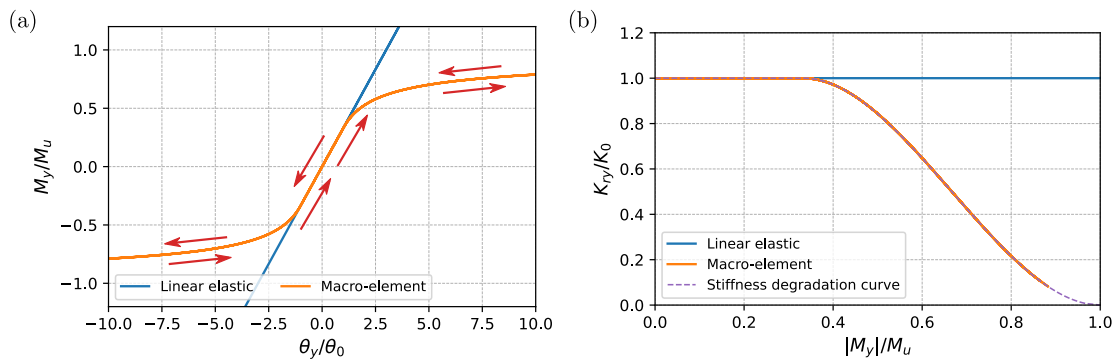 (a)
1.0
0.5
0.0
−0.5
−1.0
M_y/M_u
−10.0 −7.5 −5.0 −2.5 0.0 2.5 5.0 7.5 10.0
θ_y/θ_0
Linear elastic Macro-element
(b)
1.2
1.0
0.8
0.6
0.4
0.2
0.0
K_{ry}/K_0
Linear elastic
Macro-element
Stiffness degradation curve
0.0 0.2 0.4 0.6 0.8 1.0
|M_y|/M_u